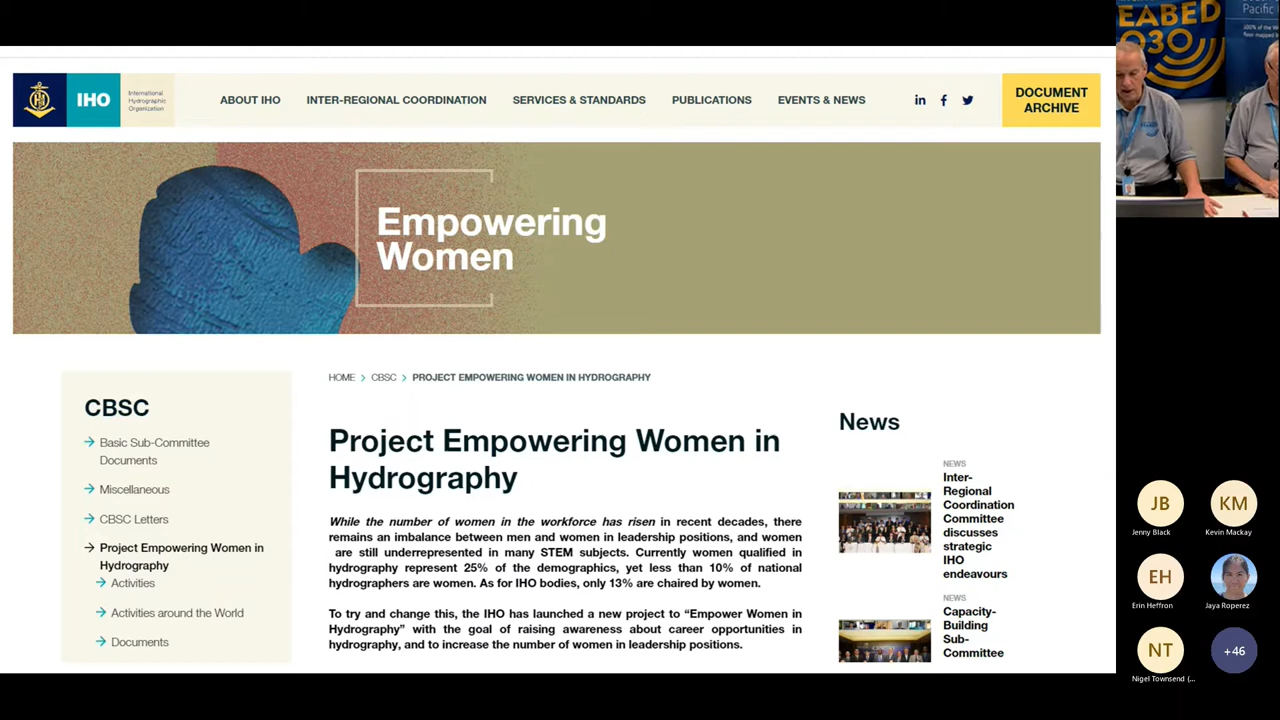 IHO
International
Hydrographic
Organization
ABOUT IHO
INTER-REGIONAL COORDINATION
SERVICES & STANDARDS
PUBLICATIONS
EVENTS & NEWS
in f
DOCUMENT
ARCHIVE
Empowering
Women
CBSC
Basic Sub-Committee
Documents
Miscellaneous
CBSC Letters
Project Empowering Women in
Hydrography
Activities
Activities around the World
Documents
HOME > CBSC > PROJECT EMPOWERING WOMEN IN HYDROGRAPHY
Project Empowering Women in
Hydrography
While the number of women in the workforce has risen in recent decades, there
remains an imbalance between men and women in leadership positions, and women
are still underrepresented in many STEM subjects. Currently women qualified in
hydrography represent 25% of the demographics, yet less than 10% of national
hydrographers are women. As for IHO bodies, only 13% are chaired by women.
To try and change this, the IHO has launched a new project to “Empower Women in
Hydrography” with the goal of raising awareness about career opportunities in
hydrography, and to increase the number of women in leadership positions.
News
NEWS
Inter-
Regional
Coordination
Committee
discusses
strategic
IHO
endeavours
NEWS
Capacity-
Building
Sub-
Committee
EABED
030
Pacific
JB
Jenny Black
KM
Kevin Mackay
EH
Erin Heffron
Jaya Roperez
NT
Nigel Townsend (...
+46